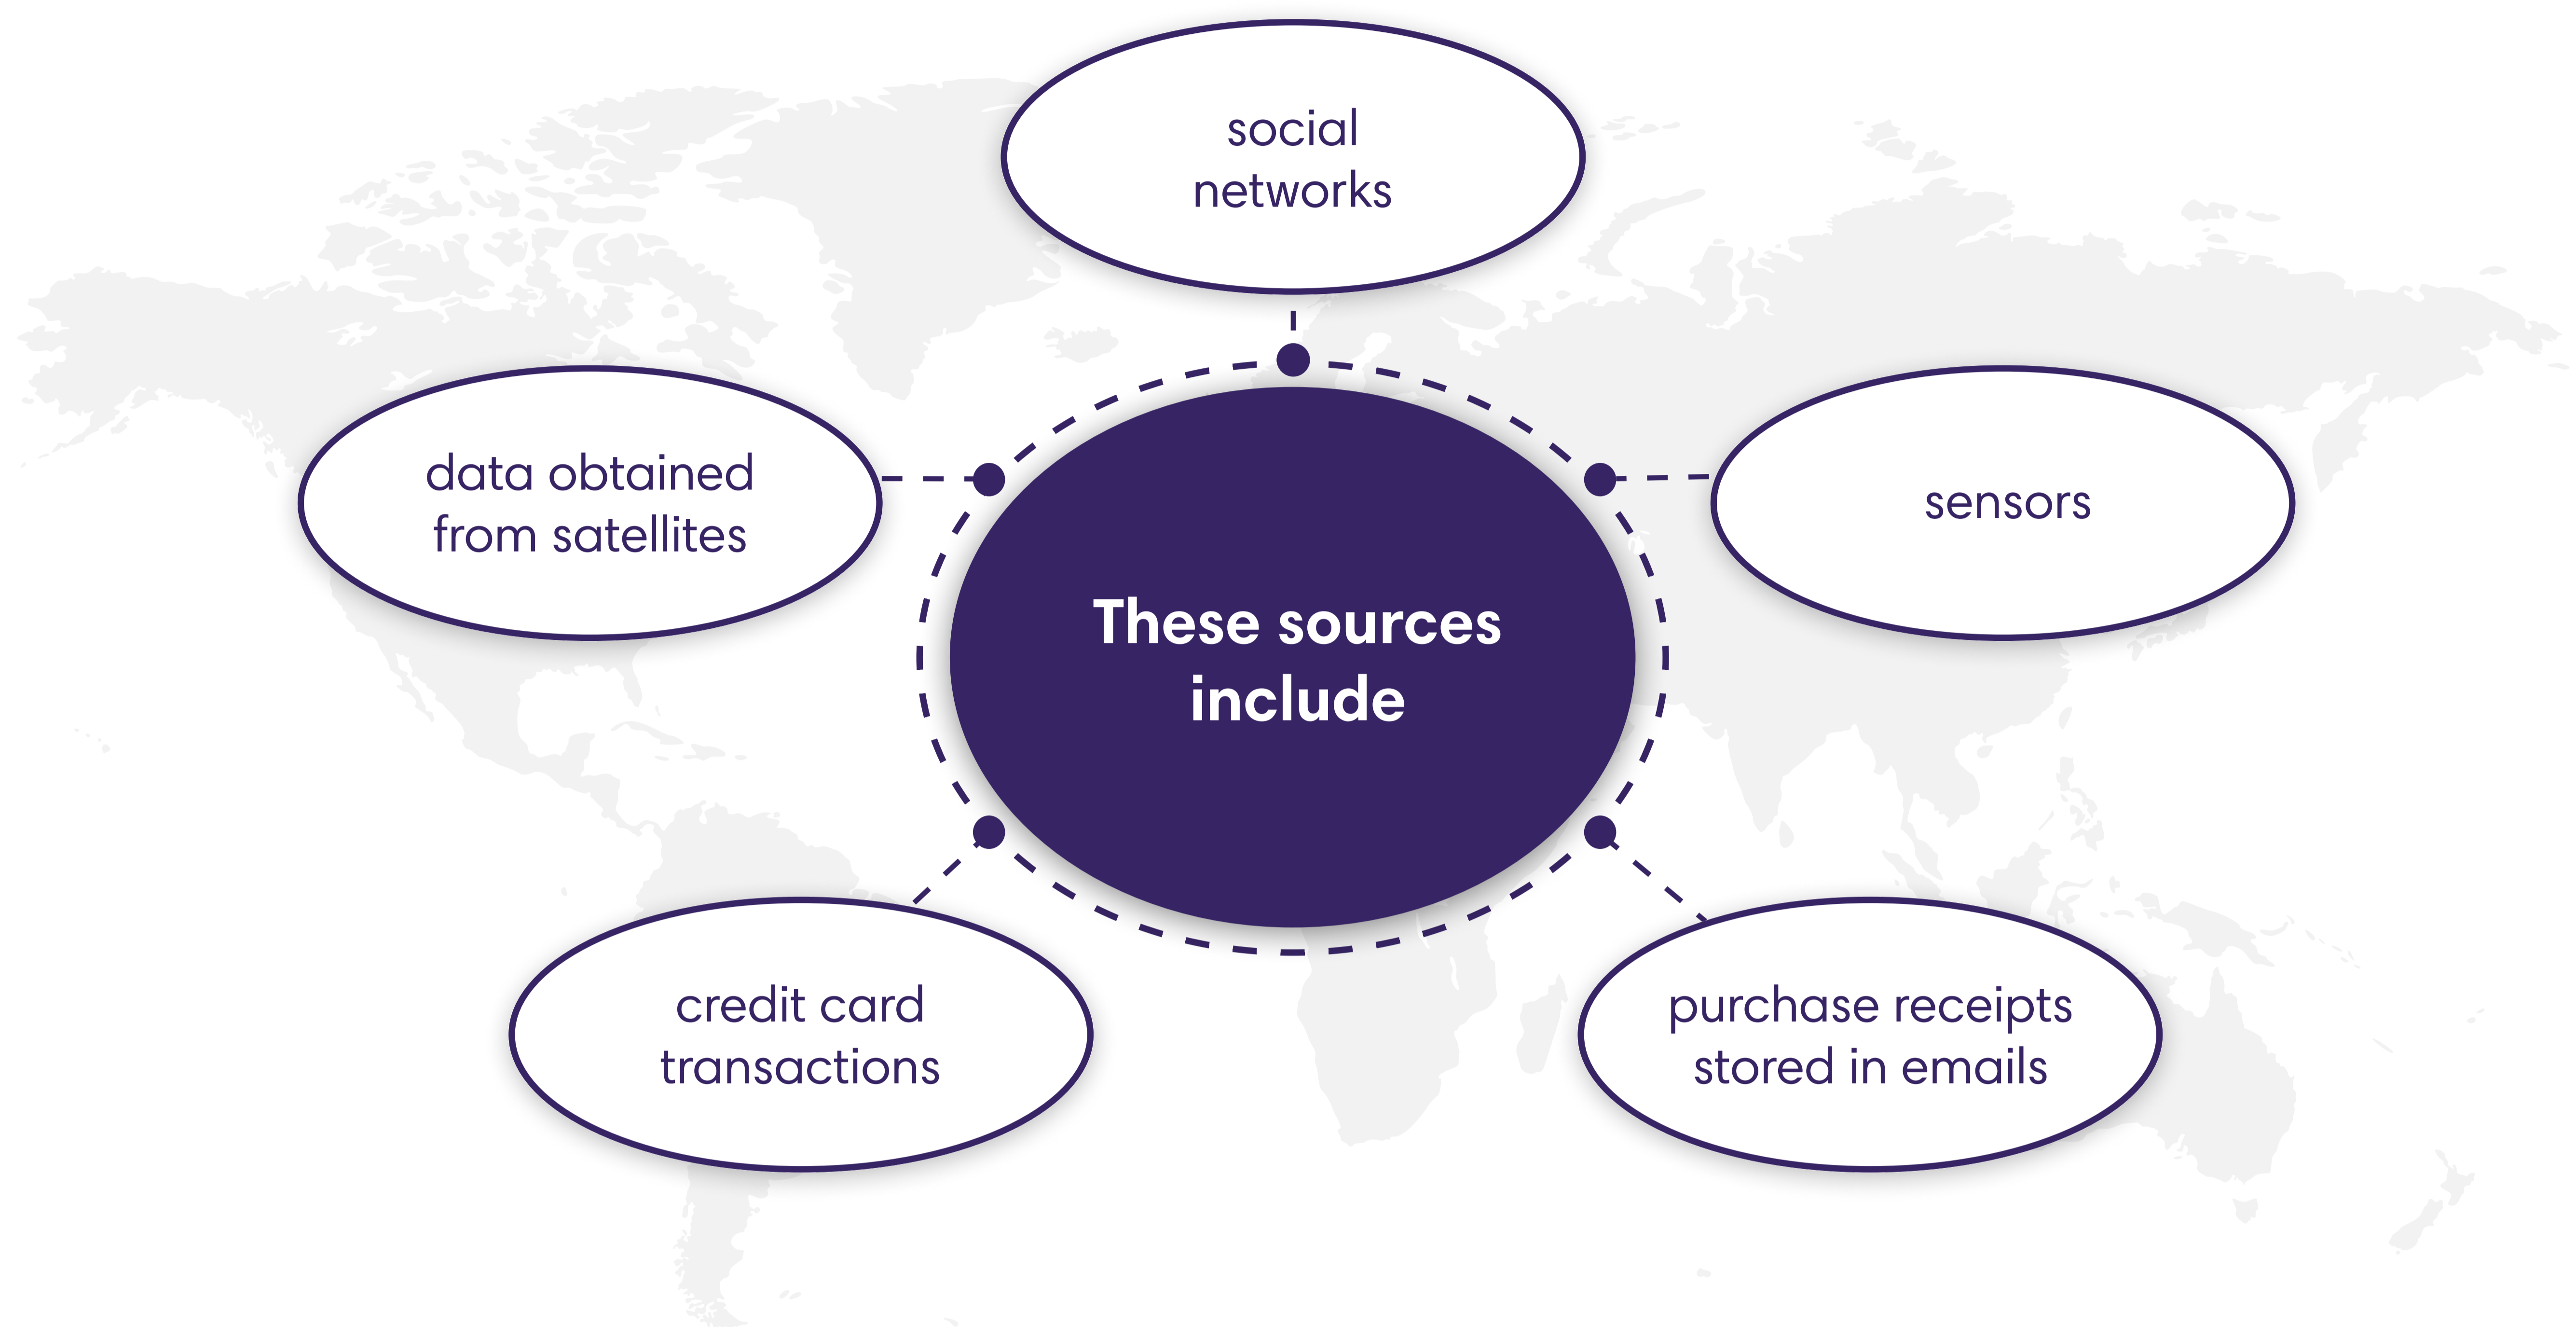 social
networks
data obtained
from satellites
sensors
These sources
include
credit card
transactions
purchase receipts
stored in emails